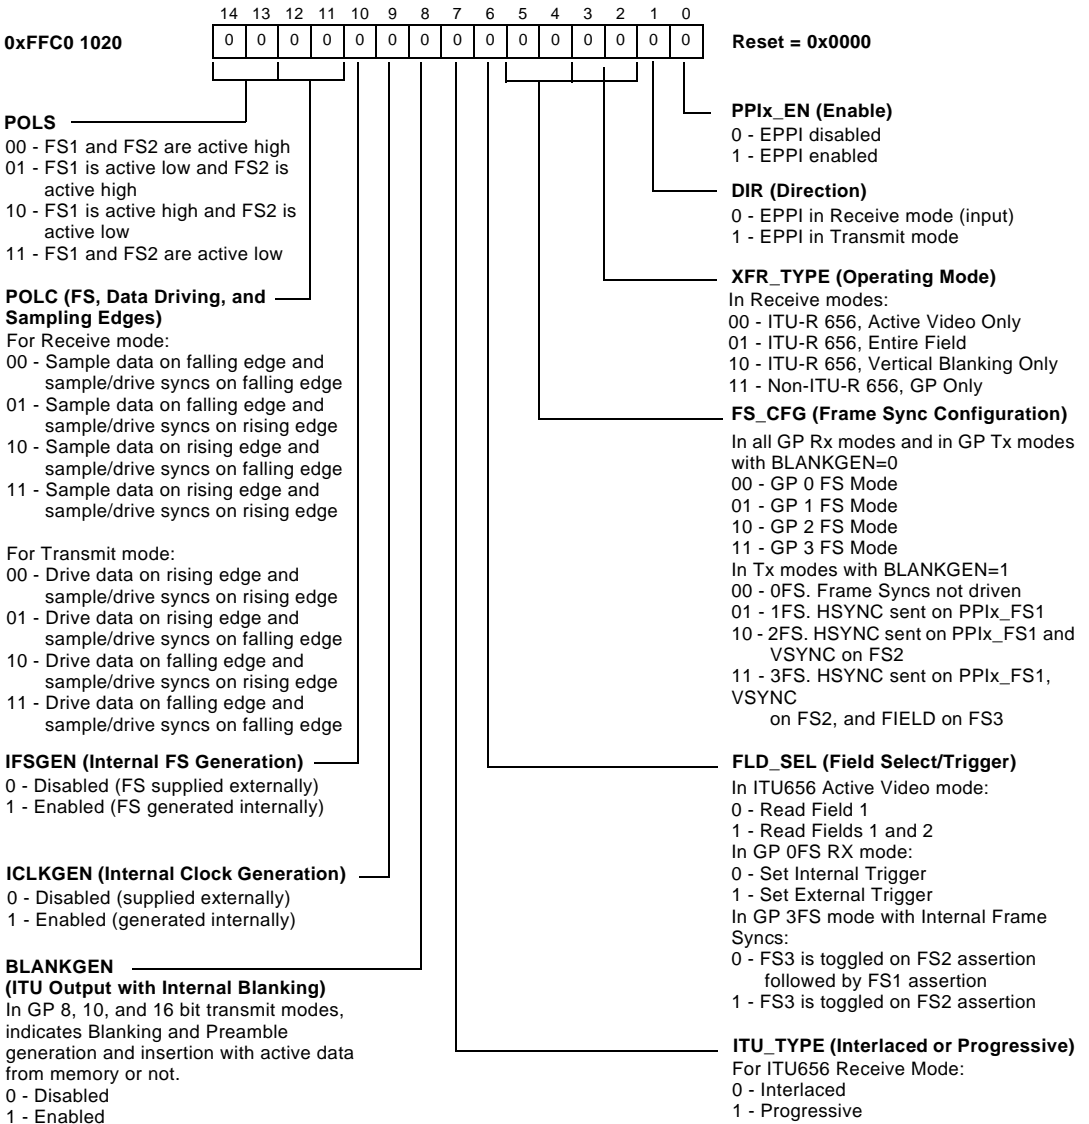 14 13 12 11 10 9 8 7 6 5 4 3 2 1 0
0xFFC0 1020
0 0 0 0 0 0 0 0 0 0 0 0 0 0 0
Reset = 0x0000
POLS
00 - FS1 and FS2 are active high
01 - FS1 is active low and FS2 is
active high
10 - FS1 is active high and FS2 is
active low
11 - FS1 and FS2 are active low
POLC (FS, Data Driving, and
Sampling Edges)
For Receive mode:
00 - Sample data on falling edge and
sample/drive syncs on falling edge
01 - Sample data on falling edge and
sample/drive syncs on rising edge
10 - Sample data on rising edge and
sample/drive syncs on falling edge
11 - Sample data on rising edge and
sample/drive syncs on rising edge
For Transmit mode:
00 - Drive data on rising edge and
sample/drive syncs on rising edge
01 - Drive data on rising edge and
sample/drive syncs on falling edge
10 - Drive data on falling edge and
sample/drive syncs on rising edge
11 - Drive data on falling edge and
sample/drive syncs on falling edge
IFSGEN (Internal FS Generation)
0 - Disabled (FS supplied externally)
1 - Enabled (FS generated internally)
ICLKGEN (Internal Clock Generation)
0 - Disabled (supplied externally)
1 - Enabled (generated internally)
BLANKGEN
(ITU Output with Internal Blanking)
In GP 8, 10, and 16 bit transmit modes,
indicates Blanking and Preamble
generation and insertion with active data
from memory or not.
0 - Disabled
1 - Enabled
PPIx_EN (Enable)
0 - EPPI disabled
1 - EPPI enabled
DIR (Direction)
0 - EPPI in Receive mode (input)
1 - EPPI in Transmit mode
XFR_TYPE (Operating Mode)
In Receive modes:
00 - ITU-R 656, Active Video Only
01 - ITU-R 656, Entire Field
10 - ITU-R 656, Vertical Blanking Only
11 - Non-ITU-R 656, GP Only
FS_CFG (Frame Sync Configuration)
In all GP Rx modes and in GP Tx modes
with BLANKGEN=0
00 - GP 0 FS Mode
01 - GP 1 FS Mode
10 - GP 2 FS Mode
11 - GP 3 FS Mode
In Tx modes with BLANKGEN=1
00 - 0FS. Frame Syncs not driven
01 - 1FS. HSYNC sent on PPIx_FS1
10 - 2FS. HSYNC sent on PPIx_FS1 and
VSYNC on FS2
11 - 3FS. HSYNC sent on PPIx_FS1,
VSYNC
on FS2, and FIELD on FS3
FLD_SEL (Field Select/Trigger)
In ITU656 Active Video mode:
0 - Read Field 1
1 - Read Fields 1 and 2
In GP 0FS RX mode:
0 - Set Internal Trigger
1 - Set External Trigger
In GP 3FS mode with Internal Frame
Syncs:
0 - FS3 is toggled on FS2 assertion
followed by FS1 assertion
1 - FS3 is toggled on FS2 assertion
ITU_TYPE (Interlaced or Progressive)
For ITU656 Receive Mode:
0 - Interlaced
1 - Progressive